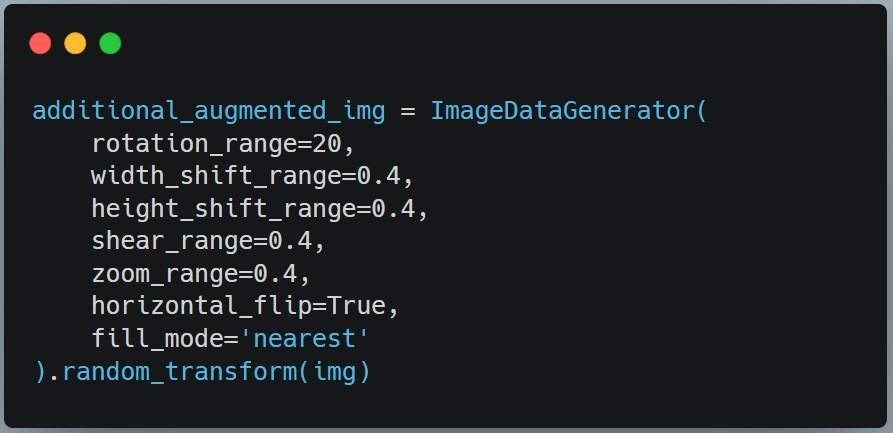 additional_augmented_img = ImageDataGenerator(
    rotation_range=20,
    width_shift_range=0.4,
    height_shift_range=0.4,
    shear_range=0.4,
    zoom_range=0.4,
    horizontal_flip=True,
    fill_mode='nearest'
).random_transform(img)